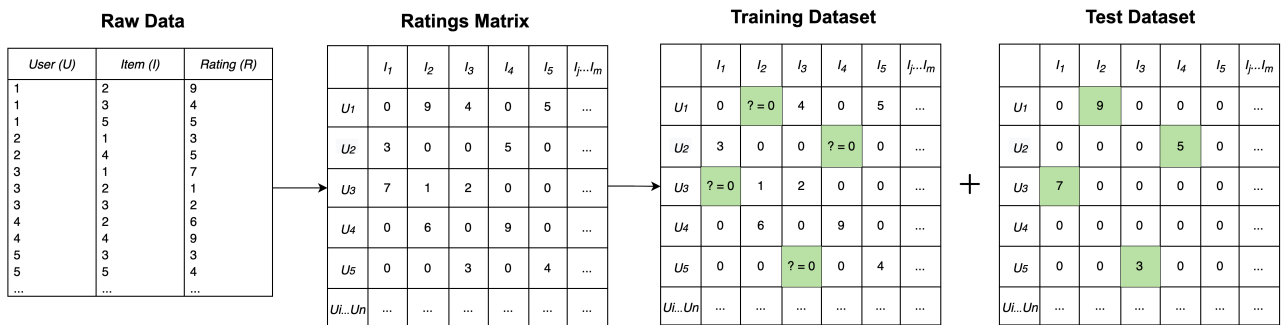 Raw Data
User (U) Item (I) Rating (R)
1 2 9
1 3 4
1 5 5
2 1 3
2 4 5
3 1 7
3 2 1
3 3 2
4 2 6
4 4 9
5 3 3
5 5 4
... ... ...
Ratings Matrix
I1 I2 I3 I4 I5 Ij...Im
U1 0 9 4 0 5 ...
U2 3 0 0 5 0 ...
U3 7 1 2 0 0 ...
U4 0 6 0 9 0 ...
U5 0 0 3 0 4 ...
Ui...Un ... ... ... ... ... ...
Training Dataset
I1 I2 I3 I4 I5 Ij...Im
U1 0 ? = 0 4 0 5 ...
U2 3 0 0 ? = 0 0 ...
U3 ? = 0 1 2 0 0 ...
U4 0 6 0 9 0 ...
U5 0 0 ? = 0 0 4 ...
Ui...Un ... ... ... ... ... ...
+
Test Dataset
I1 I2 I3 I4 I5 Ij...Im
U1 0 9 0 0 0 ...
U2 0 0 0 5 0 ...
U3 7 0 0 0 0 ...
U4 0 0 0 0 0 ...
U5 0 0 3 0 0 ...
Ui...Un ... ... ... ... ... ...